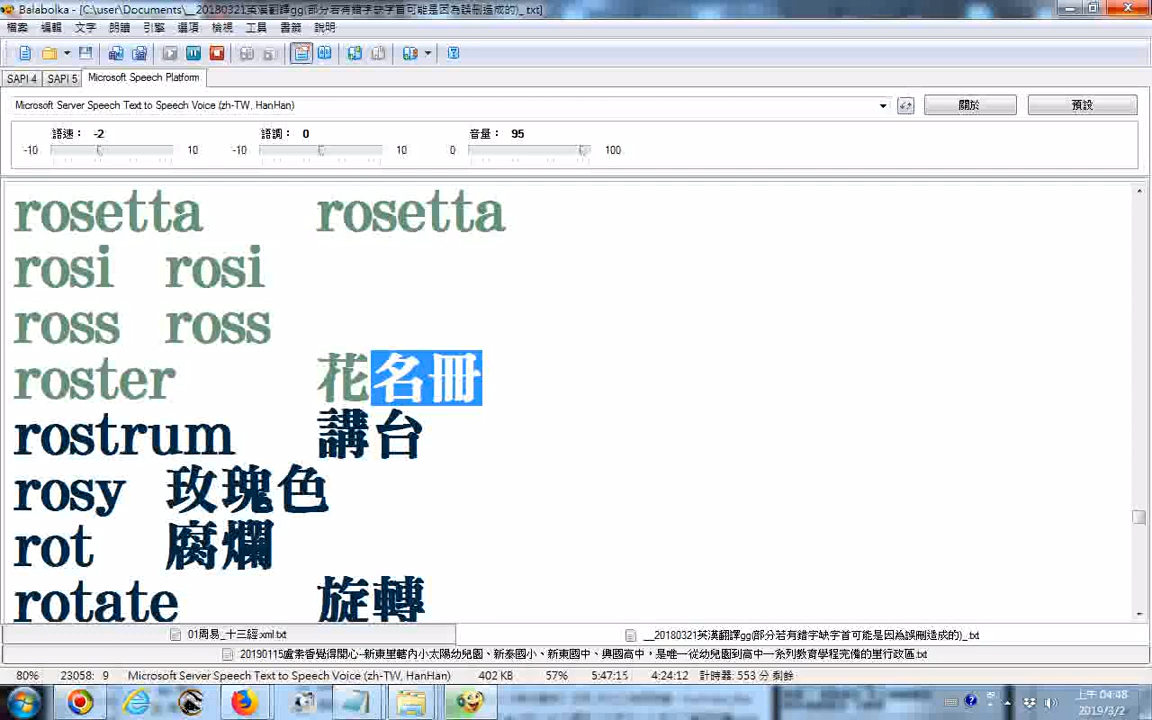 Balabolka - [C:\user\Documents\__20180321英漢翻譯gg(部分若有錯字缺字首可能是因為誤刪造成的)_.txt]
檔案 編輯 文字 朗讀 引擎 選項 檢視 工具 書籤 說明
SAPI 4 SAPI 5 Microsoft Speech Platform
Microsoft Server Speech Text to Speech Voice (zh-TW, HanHan) 關於 預設
語速： -2 語調： 0 音量： 95
-10 10 -10 10 0 100
rosetta rosetta
rosi rosi
ross ross
roster 花名冊
rostrum 講台
rosy 玫瑰色
rot 腐爛
rotate 旋轉
01周易_十三經.xml.txt __20180321英漢翻譯gg(部分若有錯字缺字首可能是因為誤刪造成的)_.txt
20190115盧素香覺得開心-新東里轄內小太陽幼兒園、新泰國小、新東國中、興國高中，是唯一從幼兒園到高中一系列教育學程完備的里行政區.txt
80% 23058: 9 Microsoft Server Speech Text to Speech Voice (zh-TW, HanHan) 402 KB 57% 5:47:15 4:24:12 計時器: 553 分 剩餘
上午 04:48
2019/3/2